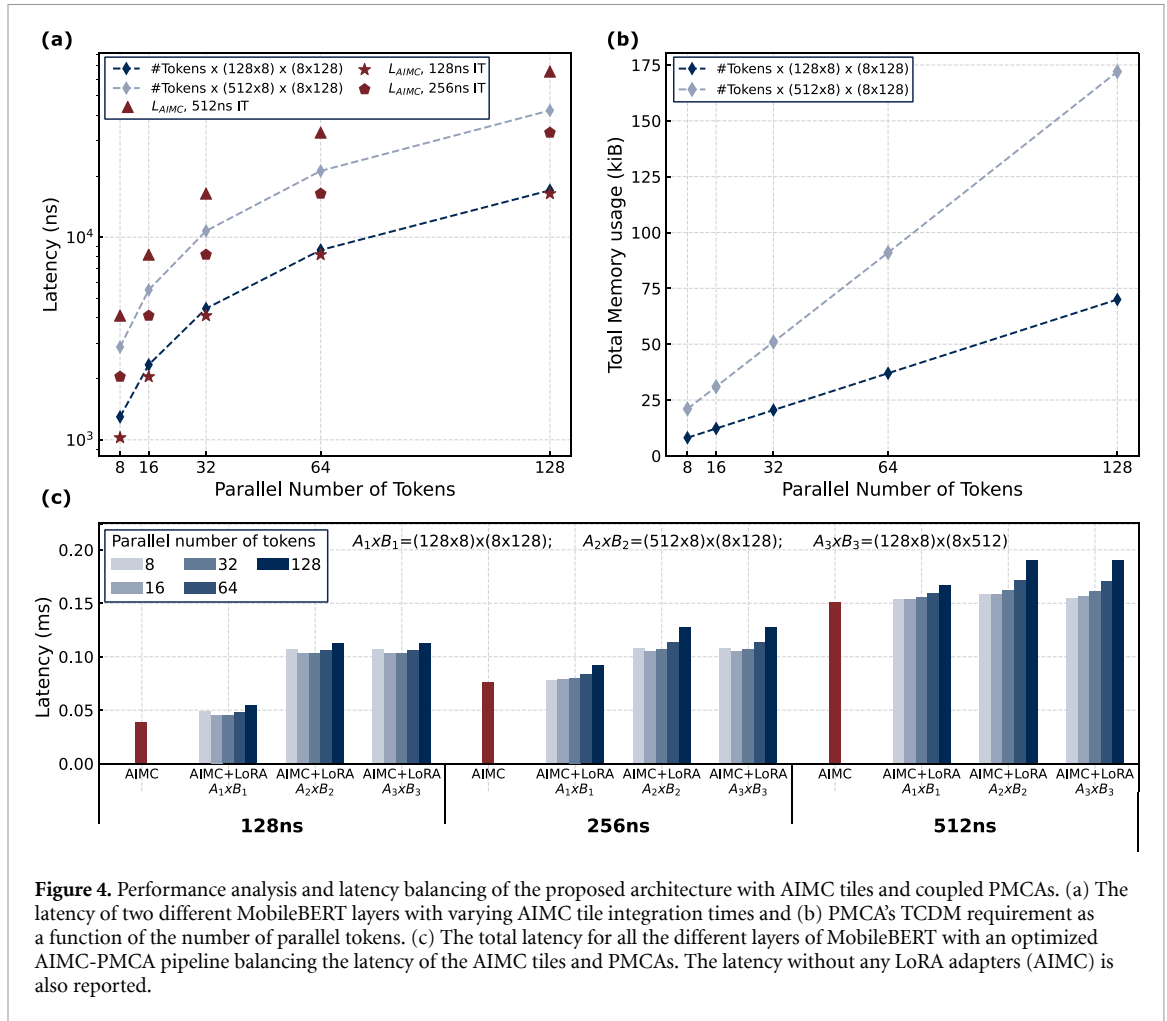 (a)
#Tokens x (128x8) x (8x128)
#Tokens x (512x8) x (8x128)
L_AIMC, 512ns IT
L_AIMC, 128ns IT
L_AIMC, 256ns IT
Latency (ns)
10^4
10^3
8 16 32 64 128
Parallel Number of Tokens
(b)
#Tokens x (128x8) x (8x128)
#Tokens x (512x8) x (8x128)
Total Memory usage (kiB)
175
150
125
100
75
50
25
0
8 16 32 64 128
Parallel Number of Tokens
(c)
Parallel number of tokens
8 32 128
16 64
A₁xB₁=(128x8)x(8x128); A₂xB₂=(512x8)x(8x128); A₃xB₃=(128x8)x(8x512)
Latency (ms)
0.20
0.15
0.10
0.05
0.00
AIMC AIMC+LoRA AIMC+LoRA AIMC+LoRA AIMC AIMC+LoRA AIMC+LoRA AIMC+LoRA AIMC AIMC+LoRA AIMC+LoRA AIMC+LoRA
A₁xB₁ A₂xB₂ A₃xB₃ A₁xB₁ A₂xB₂ A₃xB₃ A₁xB₁ A₂xB₂ A₃xB₃
128ns 256ns 512ns
Figure 4. Performance analysis and latency balancing of the proposed architecture with AIMC tiles and coupled PMCAs. (a) The
latency of two different MobileBERT layers with varying AIMC tile integration times and (b) PMCA's TCDM requirement as
a function of the number of parallel tokens. (c) The total latency for all the different layers of MobileBERT with an optimized
AIMC-PMCA pipeline balancing the latency of the AIMC tiles and PMCAs. The latency without any LoRA adapters (AIMC) is
also reported.